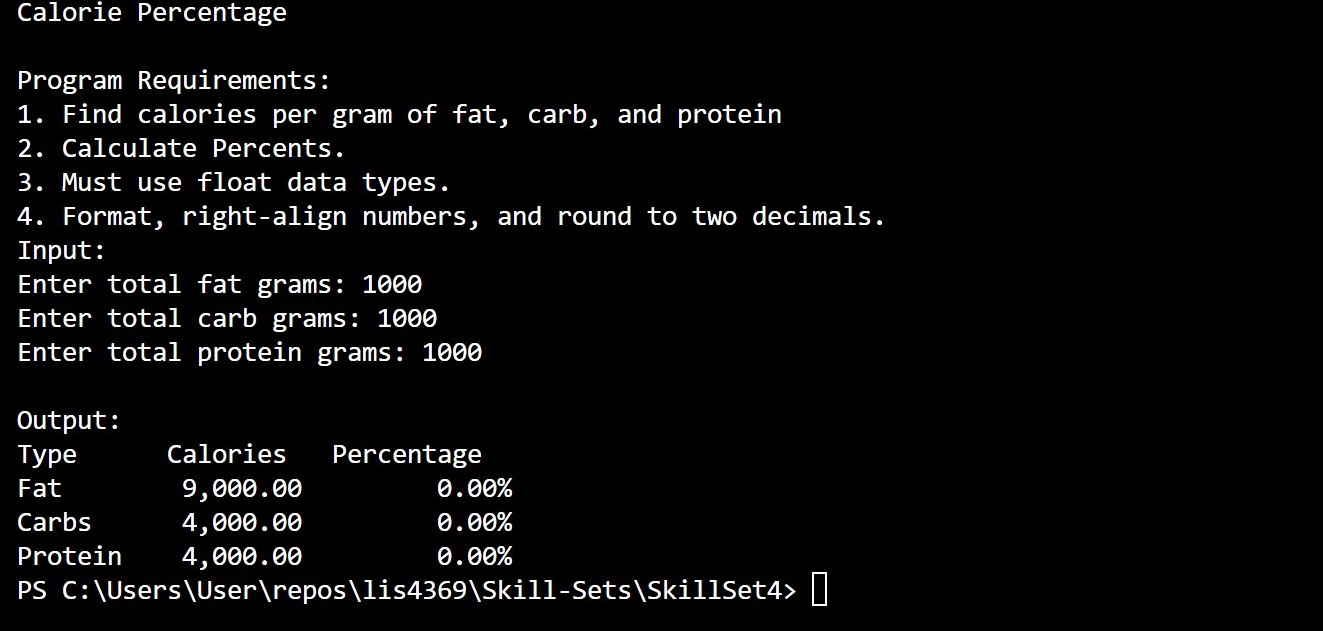 Calorie Percentage
Program Requirements:
1. Find calories per gram of fat, carb, and protein
2. Calculate Percents.
3. Must use float data types.
4. Format, right-align numbers, and round to two decimals.
Input:
Enter total fat grams: 1000
Enter total carb grams: 1000
Enter total protein grams: 1000
Output:
Type      Calories   Percentage
Fat        9,000.00         0.00%
Carbs      4,000.00         0.00%
Protein    4,000.00         0.00%
PS C:\Users\User\repos\lis4369\Skill-Sets\SkillSet4>